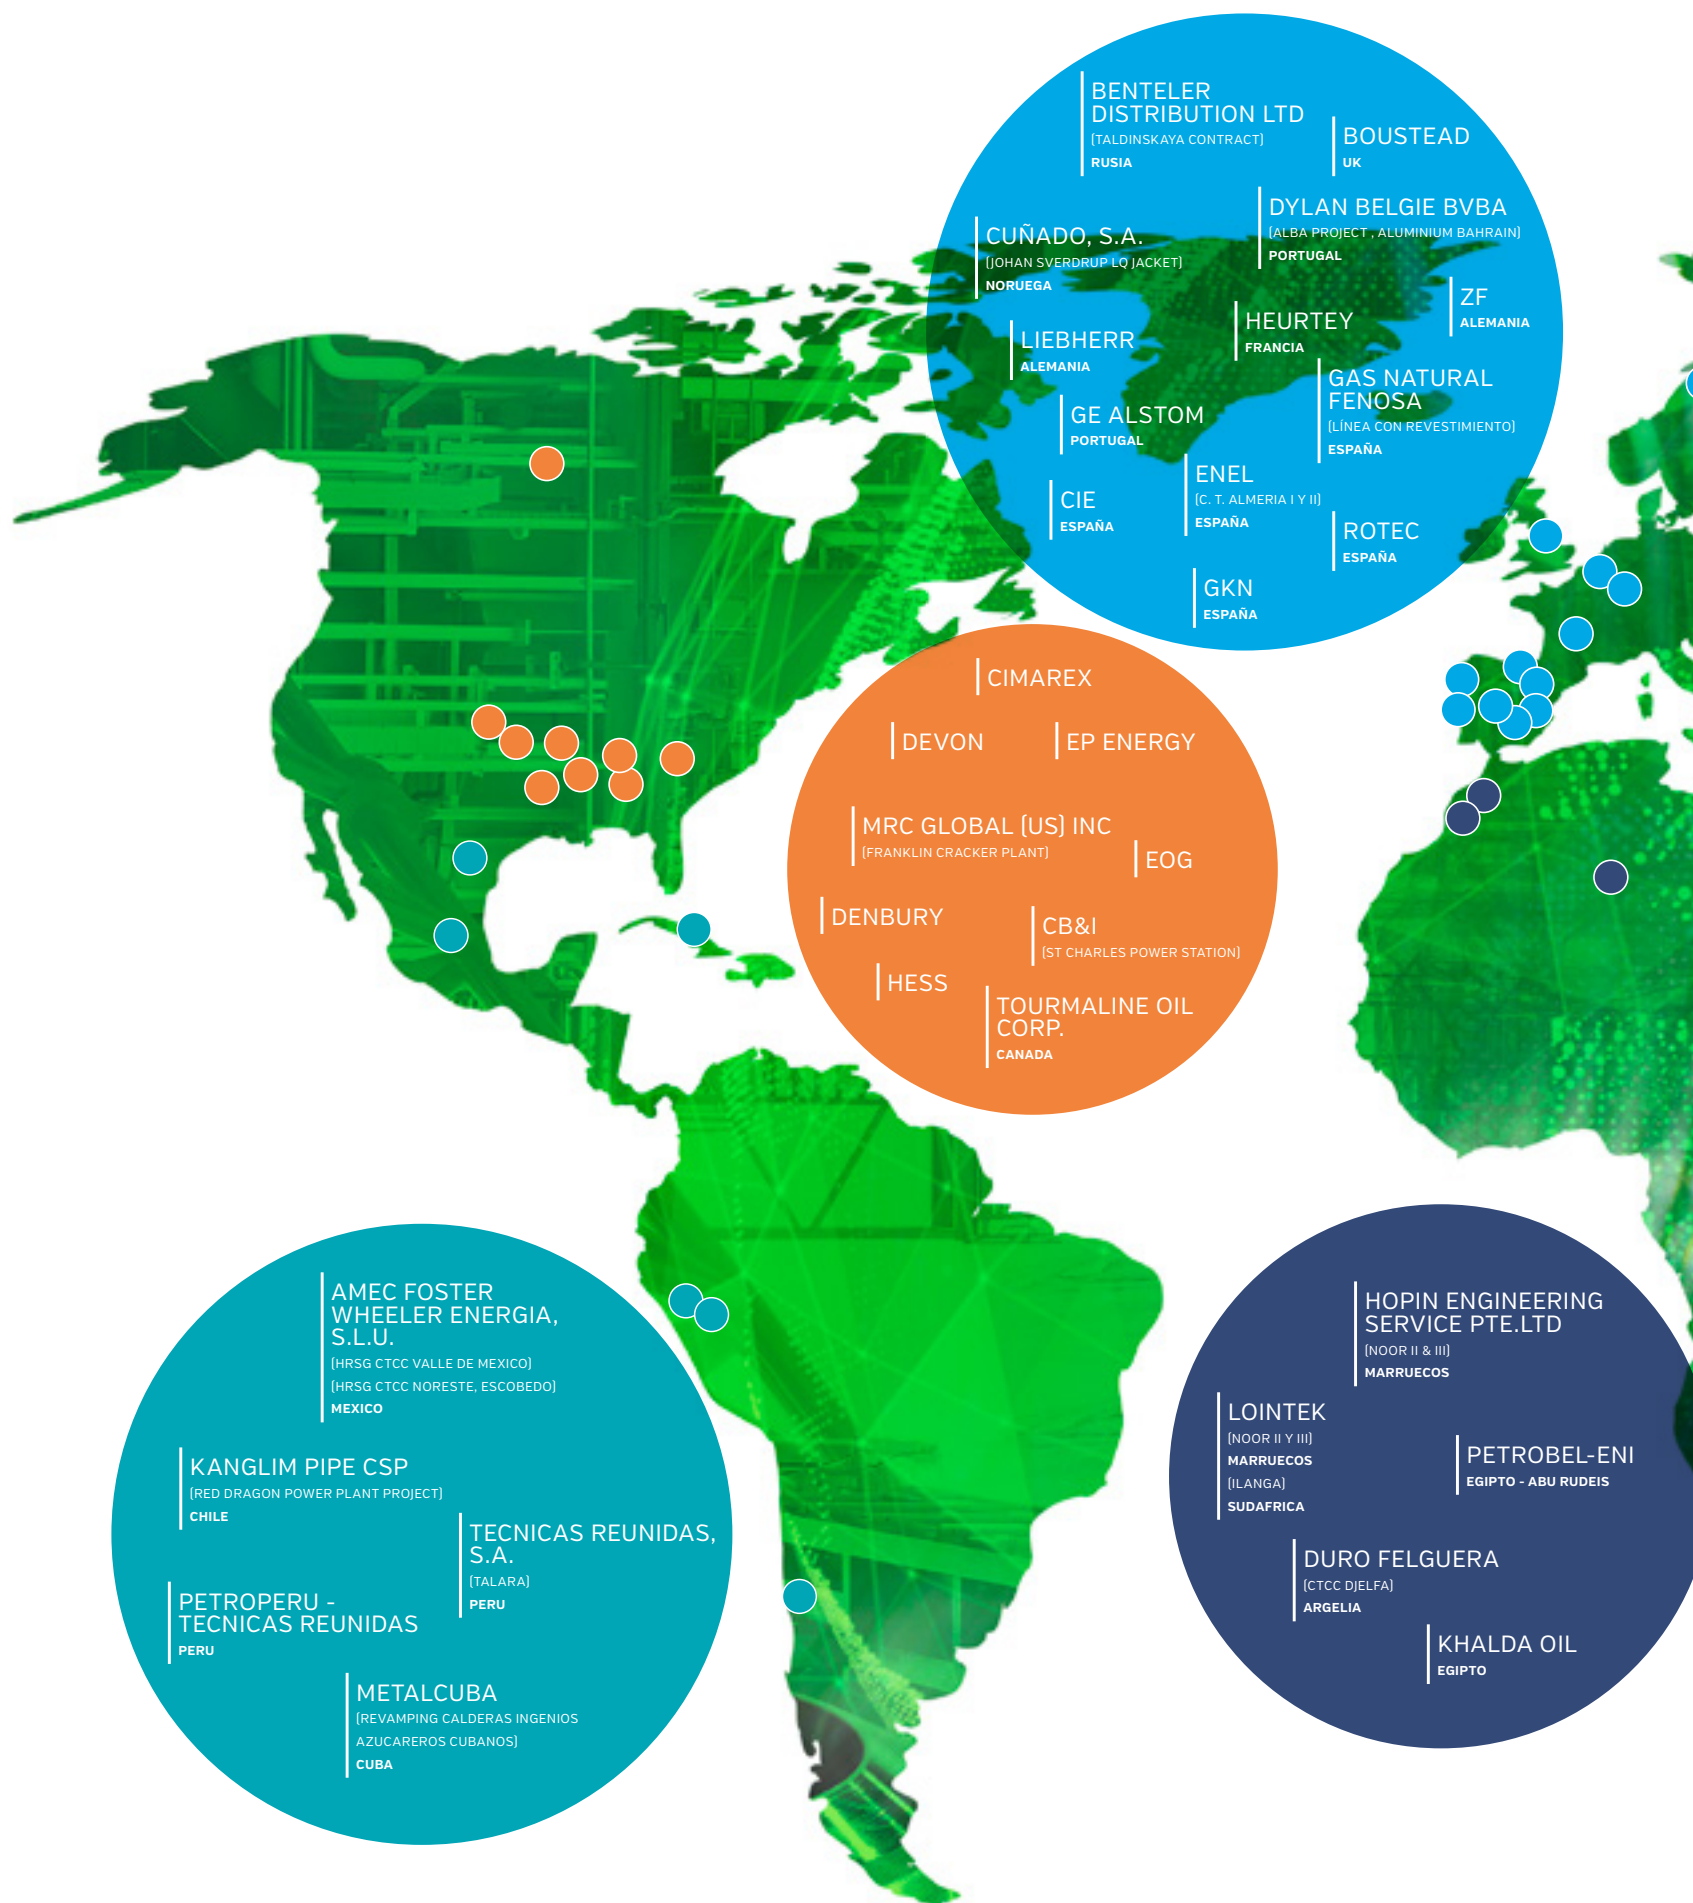 BENTELER
DISTRIBUTION LTD
(TALDINSKAYA CONTRACT)
RUSIA
BOUSTEAD
UK
DYLAN BELGIE BVBA
(ALBA PROJECT , ALUMINIUM BAHRAIN)
PORTUGAL
CUÑADO, S.A.
(JOHAN SVERDRUP LQ JACKET)
NORUEGA
ZF
ALEMANIA
HEURTEY
FRANCIA
LIEBHERR
ALEMANIA
GAS NATURAL
FENOSA
(LÍNEA CON REVESTIMIENTO)
ESPAÑA
GE ALSTOM
PORTUGAL
ENEL
(C. T. ALMERIA I Y II)
ESPAÑA
CIE
ESPAÑA
ROTEC
ESPAÑA
GKN
ESPAÑA
CIMAREX
DEVON
EP ENERGY
MRC GLOBAL (US) INC
(FRANKLIN CRACKER PLANT)
EOG
DENBURY
CB&I
(ST CHARLES POWER STATION)
HESS
TOURMALINE OIL
CORP.
CANADA
AMEC FOSTER
WHEELER ENERGIA,
S.L.U.
(HRSG CTCC VALLE DE MEXICO)
(HRSG CTCC NORESTE, ESCOBEDO)
MEXICO
KANGLIM PIPE CSP
(RED DRAGON POWER PLANT PROJECT)
CHILE
TECNICAS REUNIDAS,
S.A.
(TALARA)
PERU
PETROPERU -
TECNICAS REUNIDAS
PERU
METALCUBA
(REVAMPING CALDERAS INGENIOS
AZUCAREROS CUBANOS)
CUBA
HOPIN ENGINEERING
SERVICE PTE.LTD
(NOOR II & III)
MARRUECOS
LOINTEK
(NOOR II Y III)
MARRUECOS
(ILANGA)
SUDAFRICA
PETROBEL-ENI
EGIPTO - ABU RUDEIS
DURO FELGUERA
(CTCC DJELFA)
ARGELIA
KHALDA OIL
EGIPTO